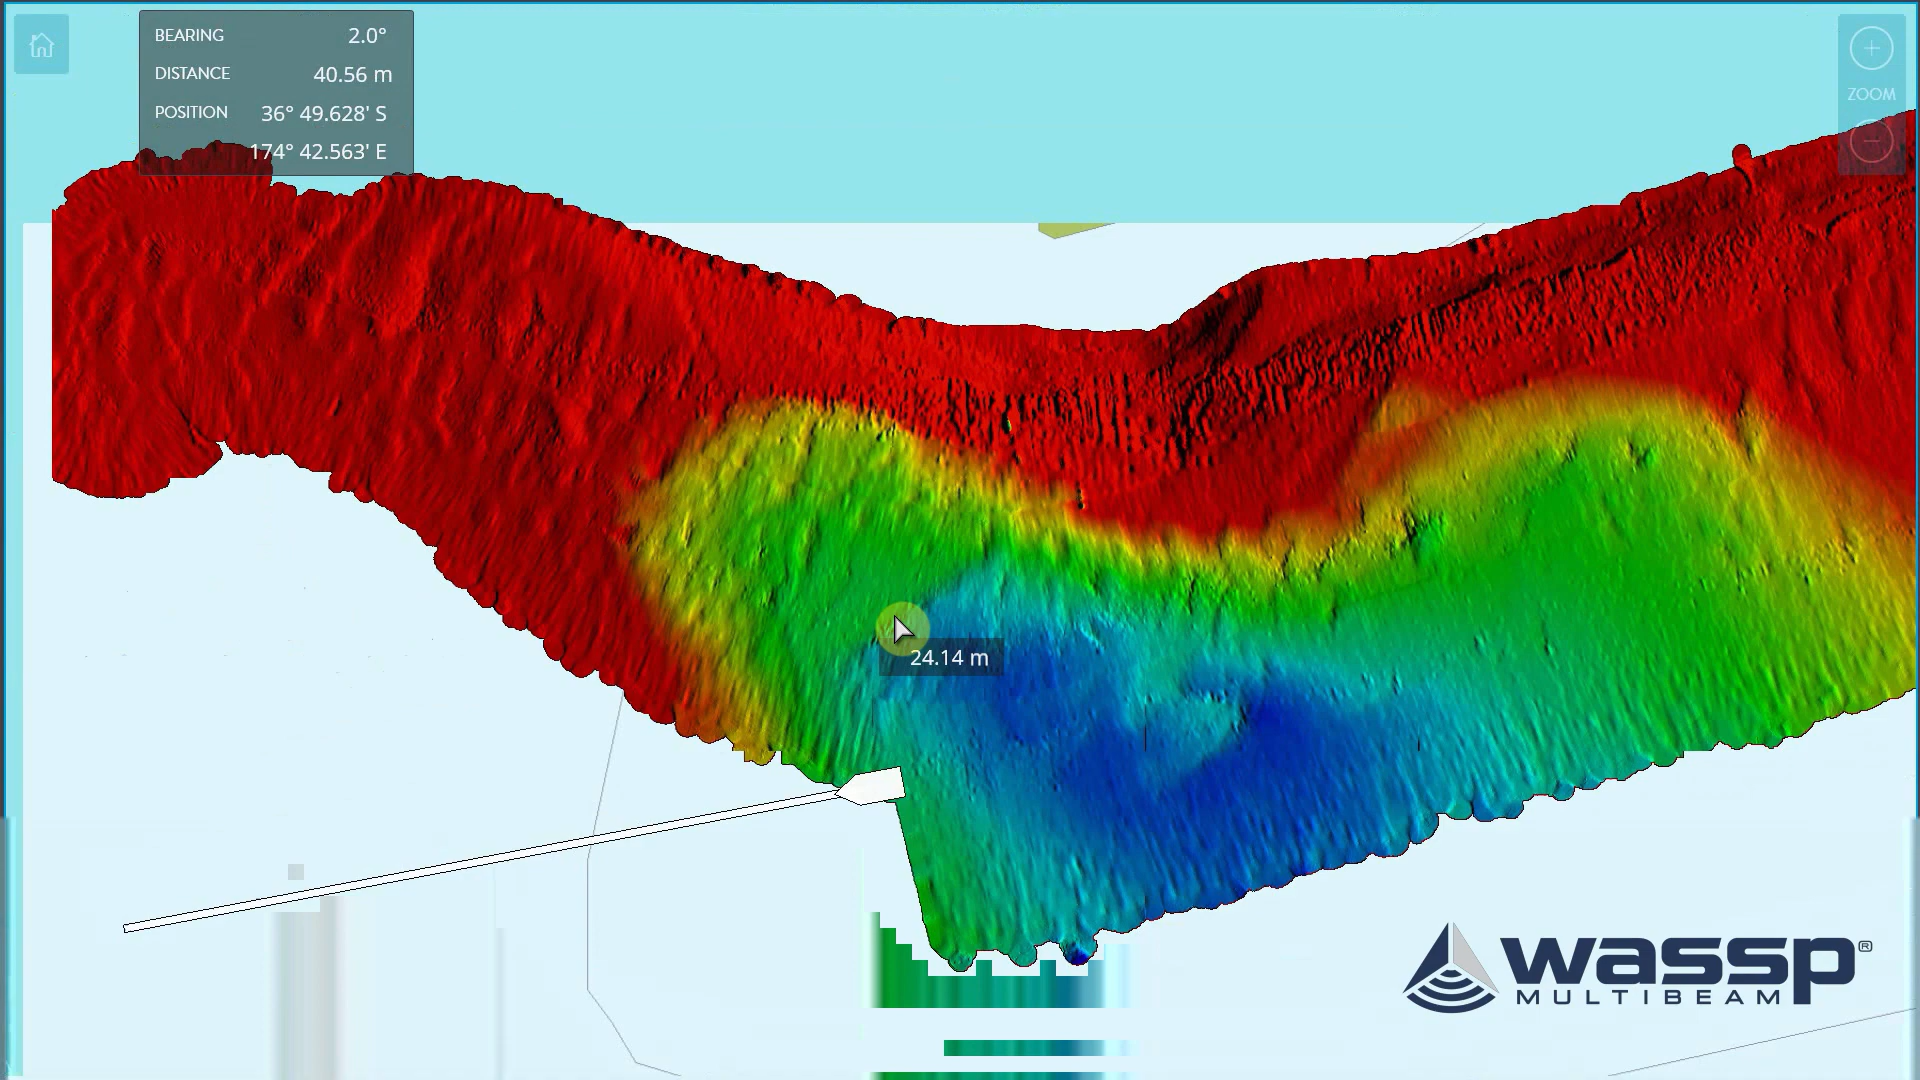 BEARING 2.0°
DISTANCE 40.56 m
POSITION 36° 49.628' S
174° 42.563' E
ZOOM
24.14 m
wassp®
MULTIBEAM